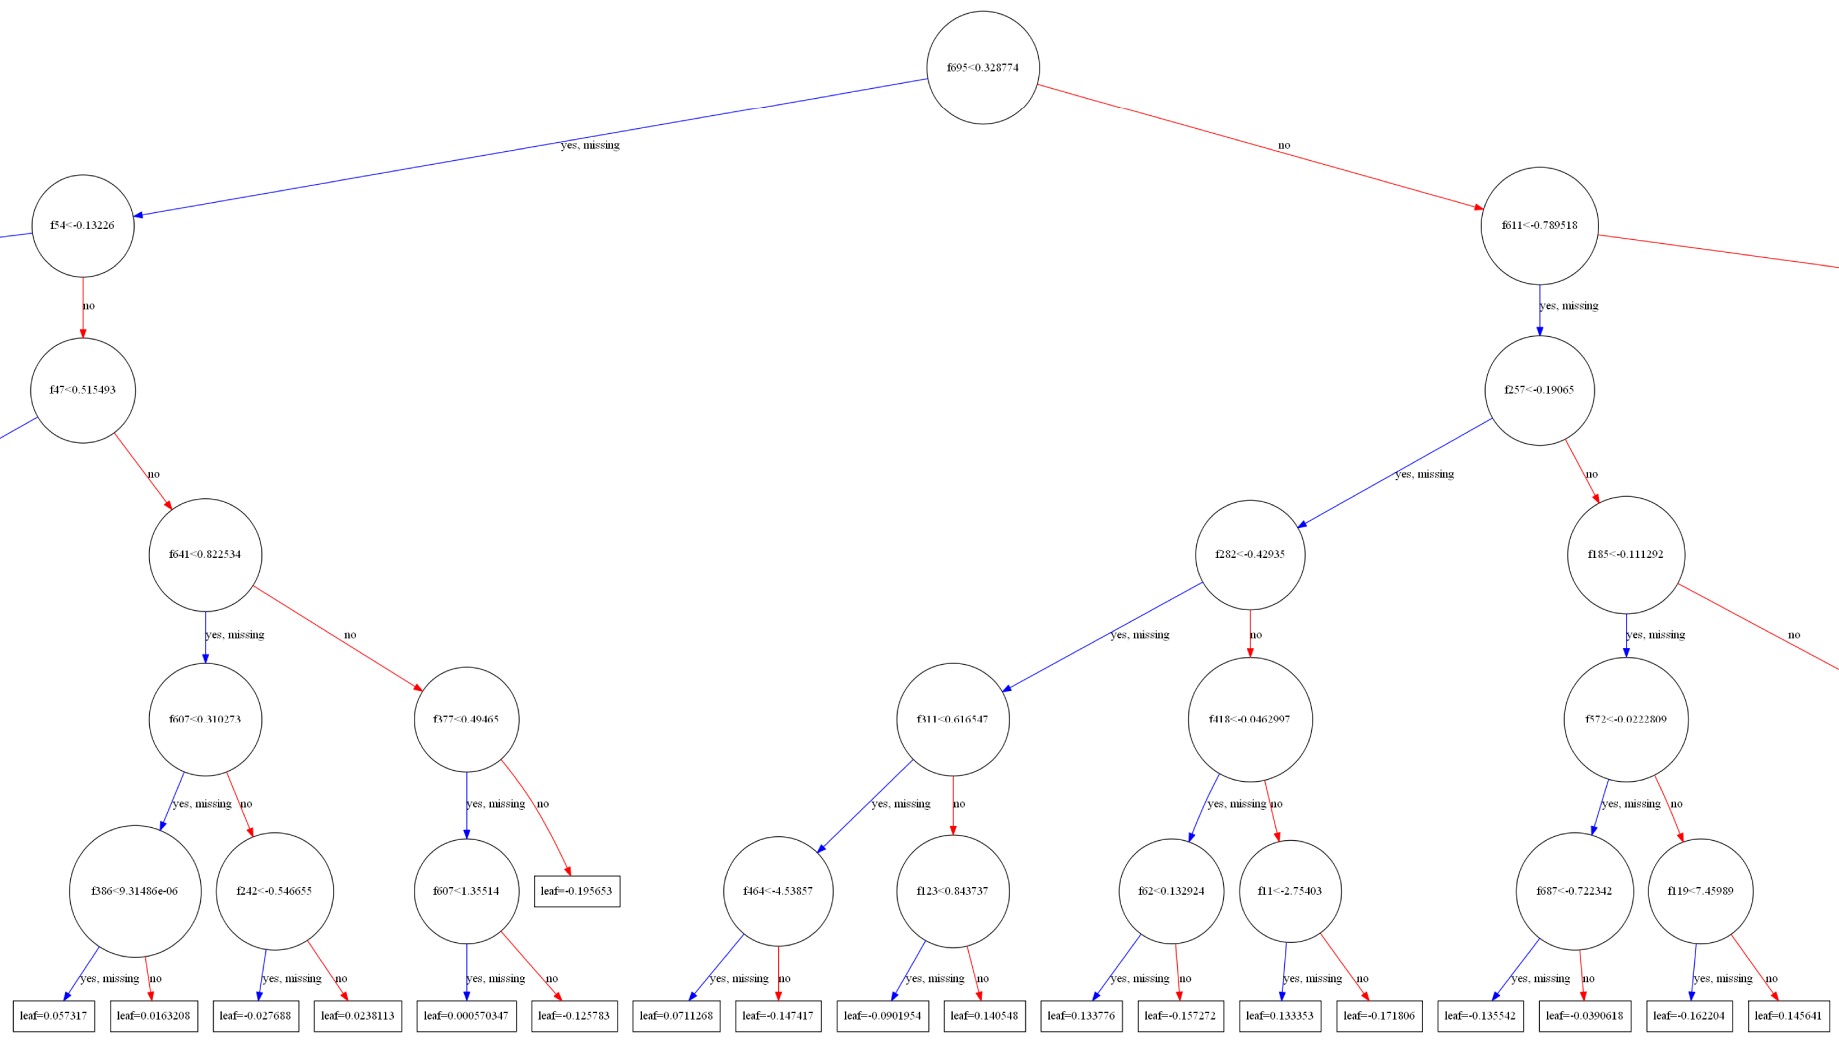 f695<0.328774
yes, missing
no
f54<-0.13226
f611<-0.789518
no
yes, missing
f47<0.515493
f257<-0.19065
no
yes, missing
no
f641<0.822534
f282<-0.42935
f185<-0.111292
yes, missing
no
yes, missing
no
yes, missing
no
f607<0.310273
f377<0.49465
f311<0.616547
f418<-0.0462997
f572<-0.0222809
yes, missing
no
yes, missing
no
yes, missing
no
yes, missing
no
yes, missing
no
f386<9.31486e-06
f242<-0.546655
f607<1.35514
leaf=-0.195653
f464<-4.53857
f123<0.843737
f62<0.132924
f11<-2.75403
f687<-0.722342
f119<7.45989
yes, missing
no
yes, missing
no
yes, missing
no
yes, missing
no
yes, missing
no
yes, missing
no
yes, missing
no
yes, missing
no
yes, missing
no
leaf=0.057317
leaf=0.0163208
leaf=-0.027688
leaf=0.0238113
leaf=0.000570347
leaf=-0.125783
leaf=0.0711268
leaf=-0.147417
leaf=-0.0901954
leaf=0.140548
leaf=0.133776
leaf=-0.157272
leaf=0.133353
leaf=-0.171806
leaf=-0.135542
leaf=-0.0390618
leaf=-0.162204
leaf=0.145641